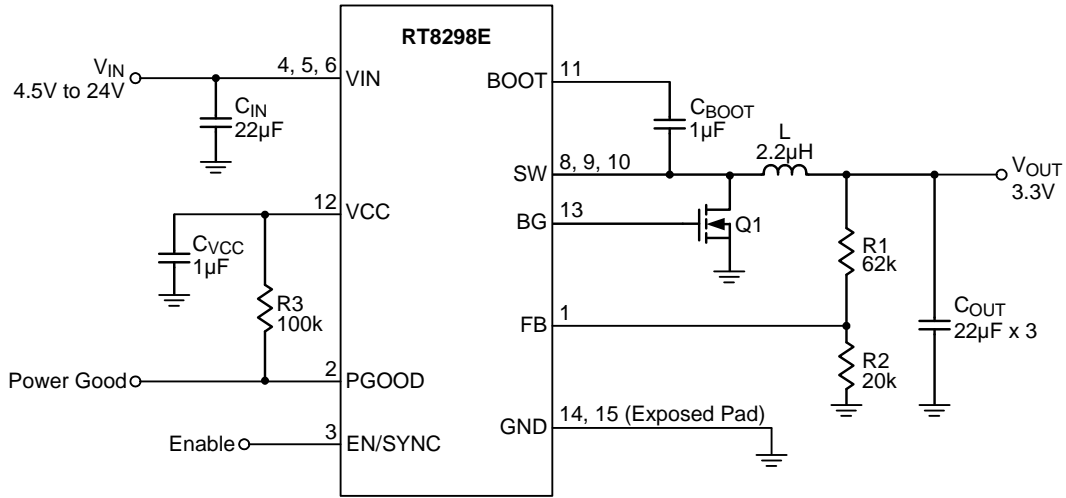 RT8298E
VIN
4.5V to 24V
4, 5, 6
VIN
CIN
22µF
BOOT
11
CBOOT
1µF
L
2.2µH
SW
8, 9, 10
VOUT
3.3V
12
VCC
BG
13
Q1
CVCC
1µF
R1
62k
R3
100k
FB
1
COUT
22µF x 3
R2
20k
Power Good
2
PGOOD
GND
14, 15 (Exposed Pad)
Enable
3
EN/SYNC